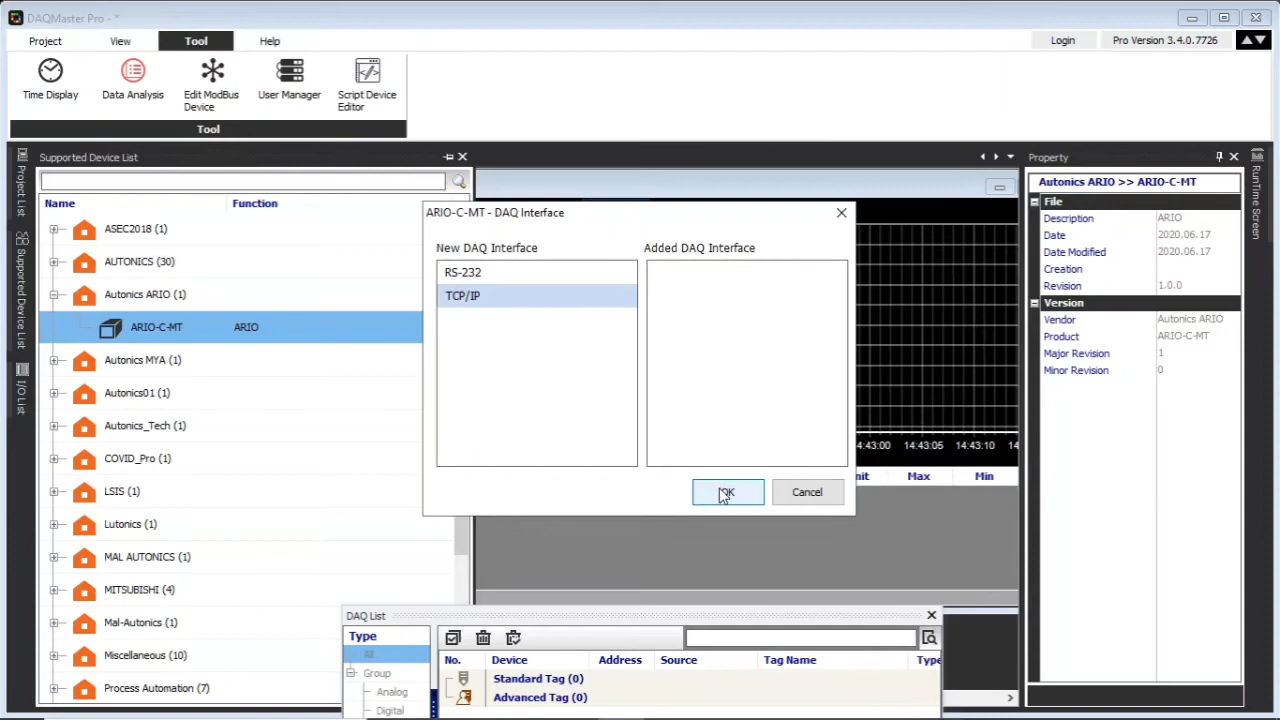 DAQMaster Pro - *
Project View Tool Help Login Pro Version 3.4.0.7726
Time Display
Data Analysis
Edit ModBus
Device
User Manager
Script Device
Editor
Tool
Project List
Supported Device List
I/O List
Supported Device List
Name Function
ASEC2018 (1)
AUTONICS (30)
Autonics ARIO (1)
ARIO-C-MT ARIO
Autonics MYA (1)
Autonics01 (1)
Autonics_Tech (1)
COVID_Pro (1)
LSIS (1)
Lutonics (1)
MAL AUTONICS (1)
MITSUBISHI (4)
Mal-Autonics (1)
Miscellaneous (10)
Process Automation (7)
ARIO-C-MT - DAQ Interface
New DAQ Interface Added DAQ Interface
RS-232
TCP/IP
OK Cancel
4:43:00 14:43:05 14:43:10 14
Max Min
DAQ List
Type
All
Group
Analog
Digital
No. Device Address Source Tag Name Type
Standard Tag (0)
Advanced Tag (0)
Property
Autonics ARIO >> ARIO-C-MT
File
Description ARIO
Date 2020.06.17
Date Modified 2020.06.17
Creation
Revision 1.0.0
Version
Vendor Autonics ARIO
Product ARIO-C-MT
Major Revision 1
Minor Revision 0
RunTime Screen